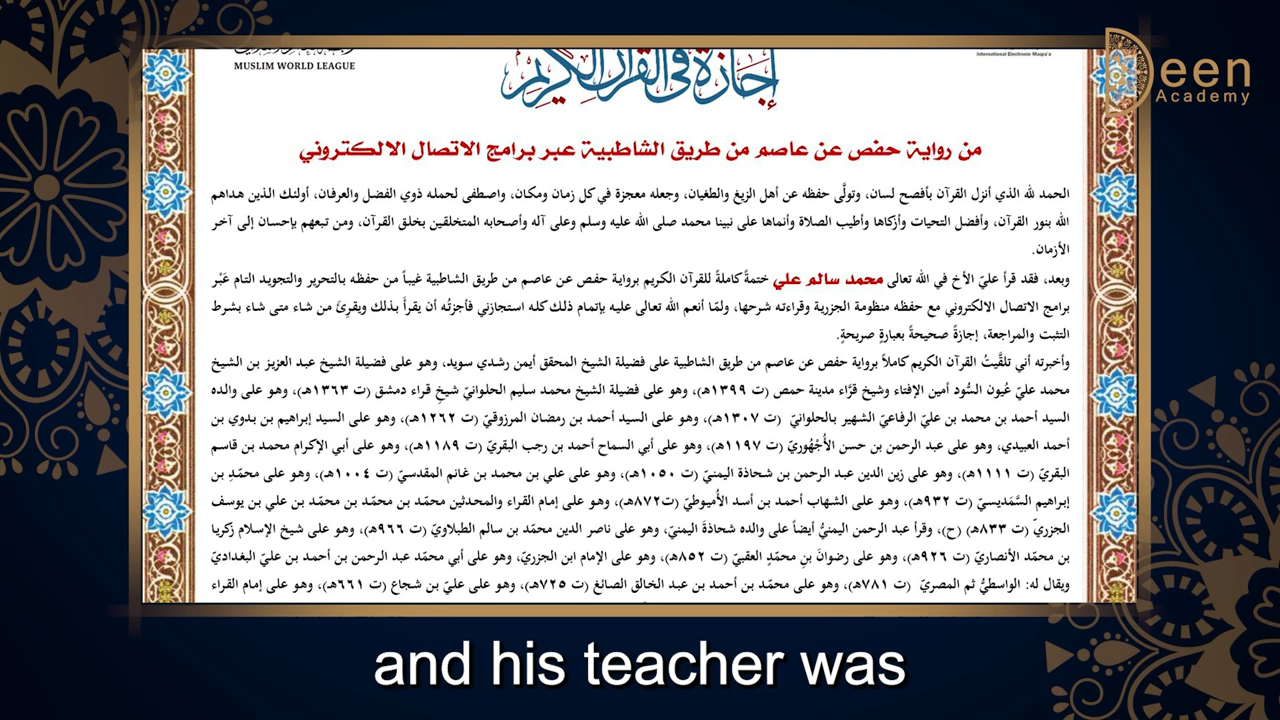 MUSLIM WORLD LEAGUE
International Electronic Maqra'a
Deen
Academy
إجازة في القرآن الكريم
من رواية حفص عن عاصم من طريق الشاطبية عبر برامج الاتصال الالكتروني
الحمد لله الذي أنزل القرآن بأفصح لسان، وتولَّى حفظه عن أهل الزيغ والطغيان، وجعله معجزة في كل زمان ومكان، واصطفى لحمله ذوي الفضل والعرفان، أولئك الذين هداهم
الله بنور القرآن، وأفضل التحيات وأزكاها وأطيب الصلاة وأنماها على نبينا محمد صلى الله عليه وسلم وعلى آله وأصحابه المتخلقين بخلق القرآن، ومن تبعهم بإحسان إلى آخر
الأزمان.
وبعد، فقد قرأ عليّ الأخ في الله تعالى محمد سالم علي ختمةً كاملةً للقرآن الكريم برواية حفص عن عاصم من طريق الشاطبية غيباً من حفظه بالتحرير والتجويد التام عَبْر
برامج الاتصال الالكتروني مع حفظه منظومة الجزرية وقراءته شرحها، ولمّا أنعم الله تعالى عليه بإتمام ذلك كله استجازني فأجزتُه أن يقرأ بذلك ويقرِئَ من شاء متى شاء بشرط
التثبت والمراجعة، إجازةً صحيحةً بعبارةٍ صريحةٍ.
وأخبرته أني تلقَّيتُ القرآن الكريم كاملاً برواية حفص عن عاصم من طريق الشاطبية على فضيلة الشيخ المحقق أيمن رشدي سويد، وهو على فضيلة الشيخ عبد العزيز بن الشيخ
محمد عليّ عُيون السُّود أمين الإفتاء وشيخ قرَّاء مدينة حمص (ت ١٣٩٩هـ)، وهو على فضيلة الشيخ محمد سليم الحلوانيّ شيخِ قراء دمشق (ت ١٣٦٣هـ)، وهو على والده
السيد أحمد بن محمد بن عليّ الرفاعيّ الشهير بالحلوانيّ (ت ١٣٠٧هـ)، وهو على السيد أحمد بن رمضان المرزوقيّ (ت ١٢٦٢هـ)، وهو على السيد إبراهيم بن بدوي بن
أحمد العبيدي، وهو على عبد الرحمن بن حسن الأُجْهُوريّ (ت ١١٩٧هـ)، وهو على أبي السماح أحمد بن رجب البقريّ (ت ١١٨٩هـ)، وهو على أبي الإكرام محمد بن قاسم
البقريّ (ت ١١١١هـ)، وهو على زين الدين عبد الرحمن بن شحاذة اليمنيّ (ت ١٠٥٠هـ)، وهو على علي بن محمد بن غانم المقدسيّ (ت ١٠٠٤هـ)، وهو على محمّدِ بن
إبراهيم السَّمَديسيّ (ت ٩٣٢هـ)، وهو على الشهاب أحمد بن أسد الأُميوطيّ (ت٨٧٢هـ)، وهو على إمام القراء والمحدثين محمّد بن محمّد بن محمّد بن علي بن يوسف
الجزريّ (ت ٨٣٣هـ) (ح)، وقرأ عبد الرحمن اليمنيُّ أيضاً على والده شحاذةَ اليمنيّ، وهو على ناصر الدين محمّد بن سالم الطبلاويّ (ت ٩٦٦هـ)، وهو على شيخ الإسلام زكريا
بن محمّد الأنصاريّ (ت ٩٢٦هـ)، وهو على رضوانَ بنِ محمّدٍ العقبيّ (ت ٨٥٢هـ)، وهو على الإمام ابن الجزريّ، وهو على أبي محمّد عبد الرحمن بن أحمد بن عليّ البغداديّ
ويقال له: الواسطيُّ ثم المصريّ (ت ٧٨١هـ)، وهو على محمّد بن أحمد بن عبد الخالق الصائغ (ت ٧٢٥هـ)، وهو على عليّ بن شجاع (ت ٦٦١هـ)، وهو على إمام القراء
and his teacher was